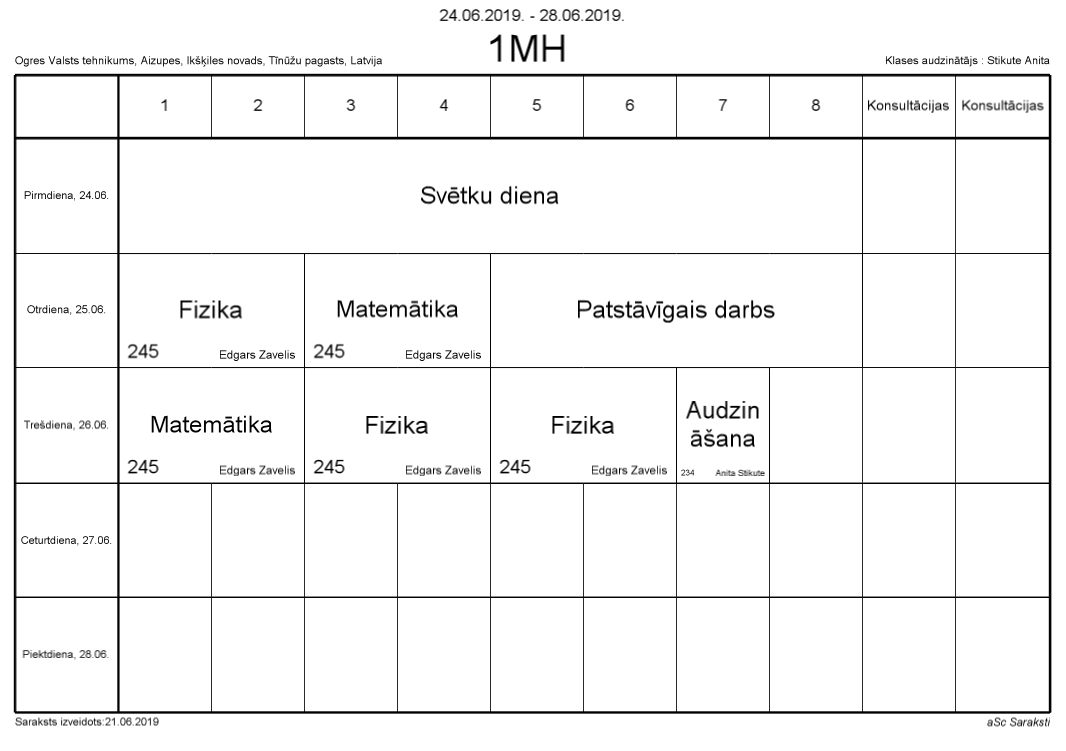 24.06.2019. - 28.06.2019.
1MH
Ogres Valsts tehnikums, Aizupes, Ikšķiles novads, Tīnūžu pagasts, Latvija
Klases audzinātājs : Stikute Anita
1 2 3 4 5 6 7 8 Konsultācijas Konsultācijas
Pirmdiena, 24.06.
Svētku diena
Otrdiena, 25.06.
Fizika
245 Edgars Zavelis
Matemātika
245 Edgars Zavelis
Patstāvīgais darbs
Trešdiena, 26.06.
Matemātika
245 Edgars Zavelis
Fizika
245 Edgars Zavelis
Fizika
245 Edgars Zavelis
Audzin
āšana
234 Anita Stikute
Ceturtdiena, 27.06.
Piektdiena, 28.06.
Saraksts izveidots:21.06.2019
aSc Saraksti